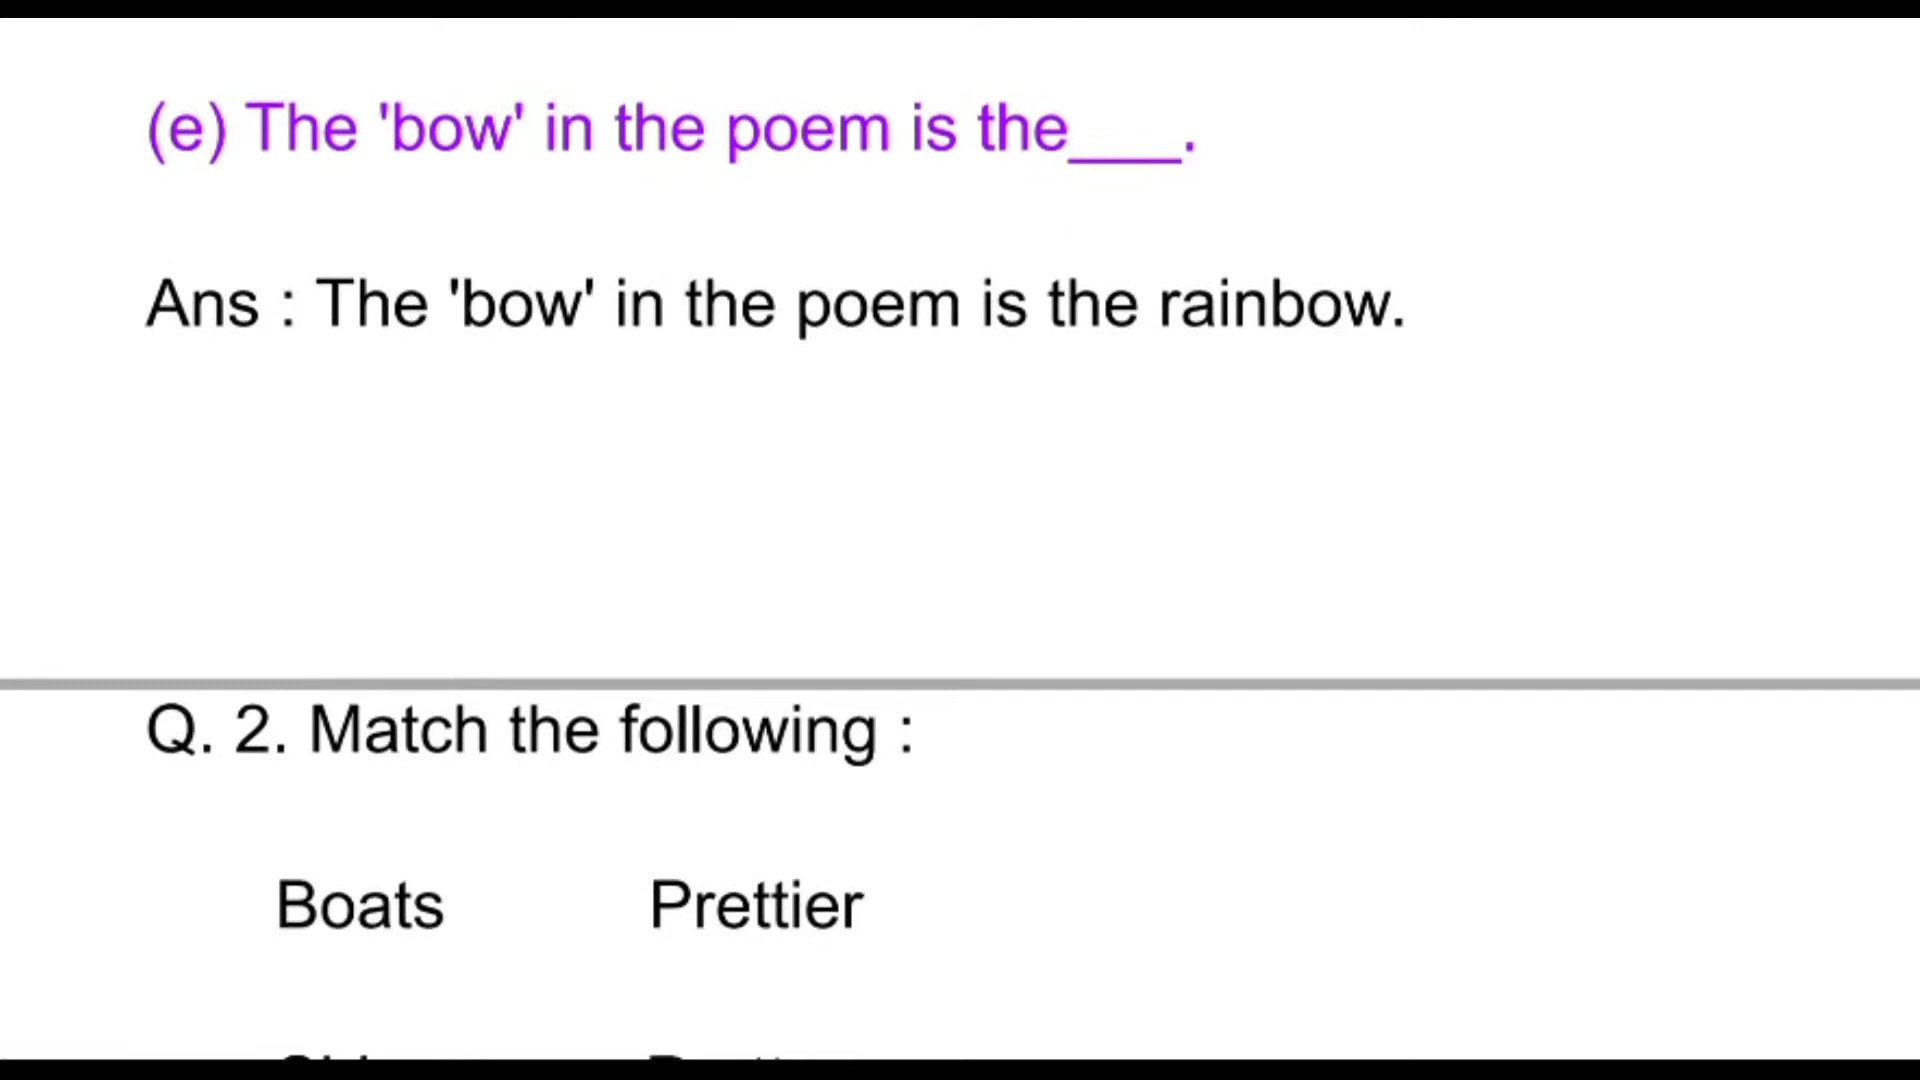 (e) The 'bow' in the poem is the____.
Ans : The 'bow' in the poem is the rainbow.
Q. 2. Match the following :
Boats Prettier